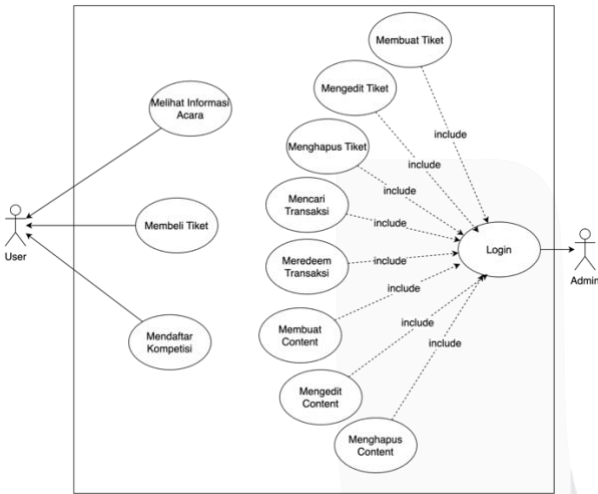 Membuat Tiket
Mengedit Tiket
include
Melihat Informasi
Acara
Menghapus Tiket
include
include
Mencari
Transaksi
include
Membeli Tiket
User
Meredeem
Transaksi
include
Login
Admin
include
Membuat
Content
include
Mendaftar
Kompetisi
include
Mengedit
Content
Menghapus
Content